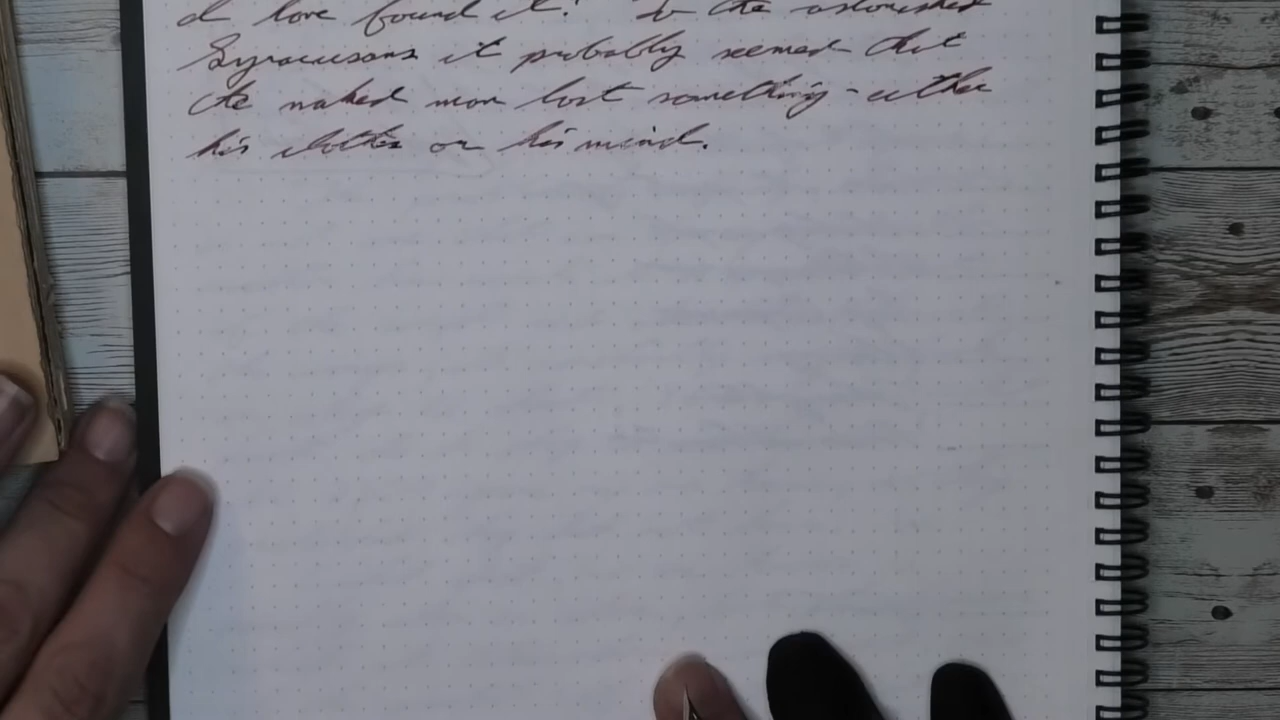 I have found it! To the astonished
Syracusans it probably seemed that
the naked man lost something - either
his clothes or his mind.